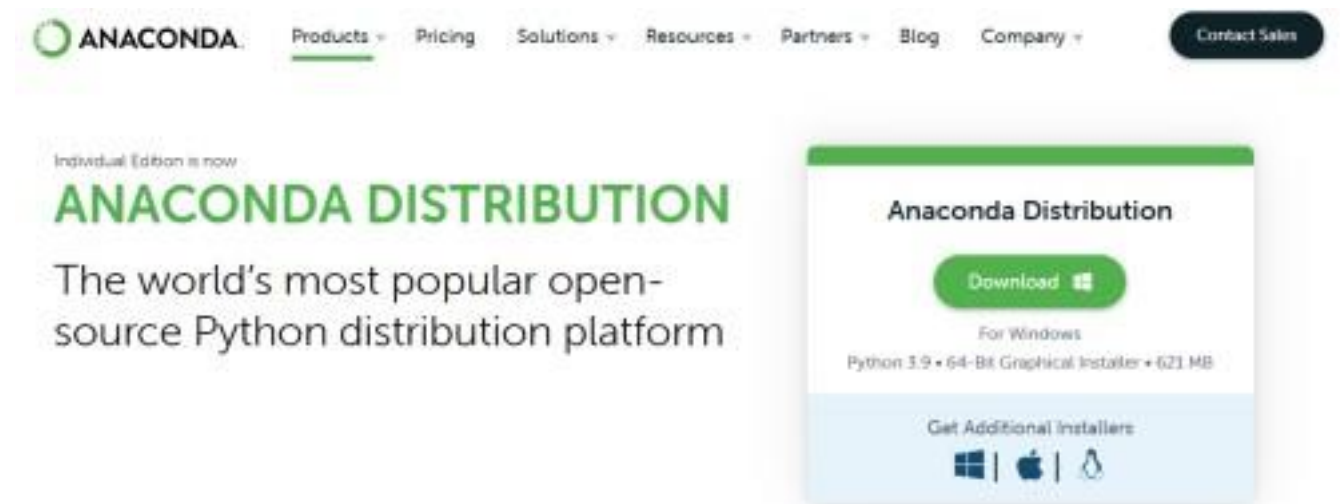 ANACONDA.
Products Pricing Solutions Resources Partners Blog Company
Contact Sales
Individual Edition is now
ANACONDA DISTRIBUTION
The world's most popular open-
source Python distribution platform
Anaconda Distribution
Download
For Windows
Python 3.9 • 64-Bit Graphical Installer • 621 MB
Get Additional Installers
| |